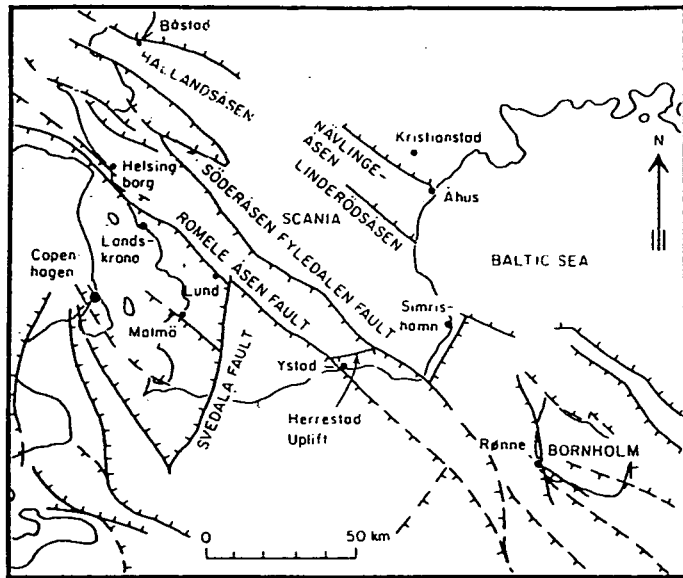 Båstad
HALLANDSÅSEN
NÄVLINGE-
ÅSEN
LINDERÖDSÅSEN
Kristianstad
N
Helsing
borg
SÖDERÅSEN FYLEDALEN FAULT
SCANIA
Åhus
ROMELE ÅSEN FAULT
Lands-
krona
Copen-
hagen
BALTIC SEA
Lund
Malmö
Simris-
hamn
SVEDALA FAULT
Ystad
Herrestad
Uplift
Rønne
BORNHOLM
0
50 km